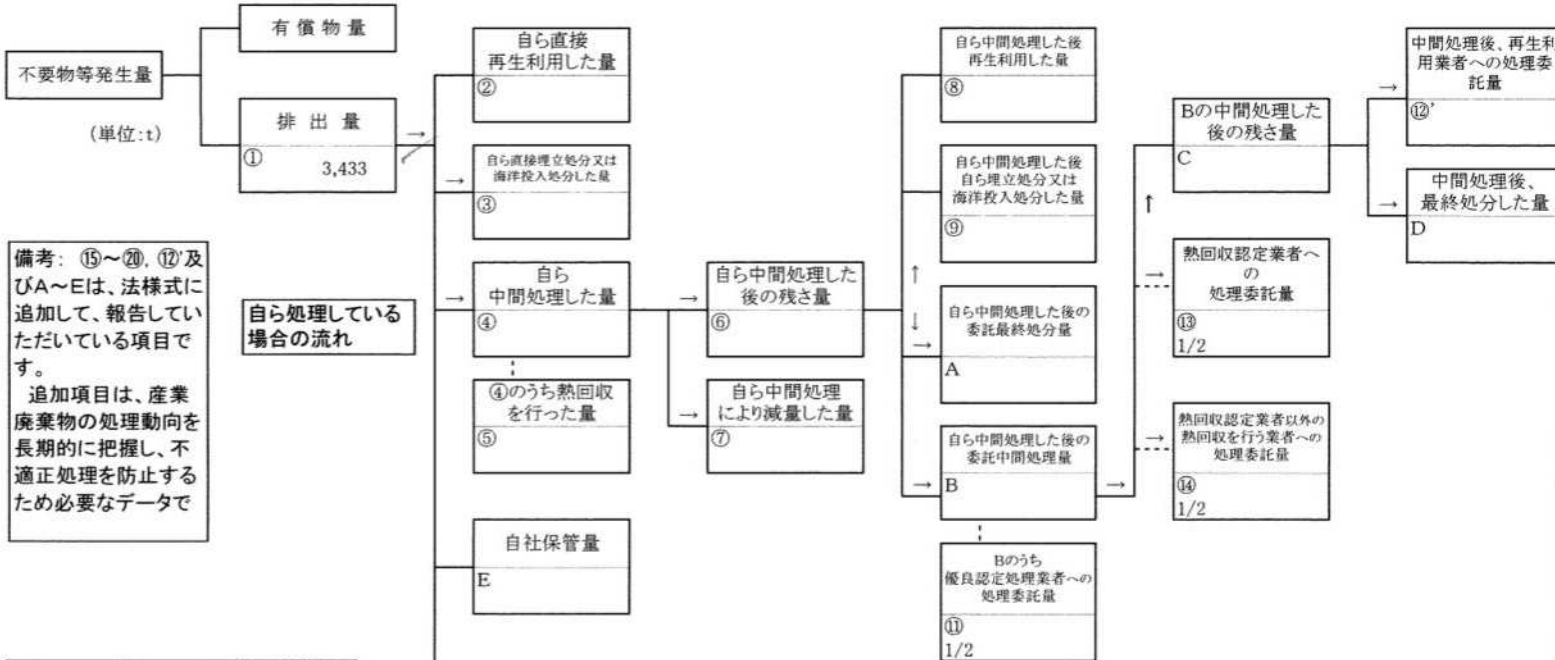 有 償 物 量
不要物等発生量
(単位:t)
排 出 量
①
3,433
→
備考: ⑮~⑳, ⑫'及
びA~Eは、法様式に
追加して、報告してい
ただいている項目で
す。
追加項目は、産業
廃棄物の処理動向を
長期的に把握し、不
適正処理を防止する
ため必要なデータで
自ら処理している
場合の流れ
自ら直接
再生利用した量
②
→
自ら直接埋立処分又は
海洋投入処分した量
③
→
自ら
中間処理した量
④
④のうち熱回収
を行った量
⑤
自社保管量
E
→
自ら中間処理した
後の残さ量
⑥
→
自ら中間処理
により減量した量
⑦
自ら中間処理した後
再生利用した量
⑧
自ら中間処理した後
自ら埋立処分又は
海洋投入処分した量
⑨
↑
↓
→
自ら中間処理した後の
委託最終処分量
A
→
自ら中間処理した後の
委託中間処理量
B
→
Bのうち
優良認定処理業者への
処理委託量
⑪
1/2
Bの中間処理した
後の残さ量
C
↑
→
熱回収認定業者へ
の
処理委託量
⑬
1/2
→
熱回収認定業者以外の
熱回収を行う業者への
処理委託量
⑭
1/2
→
中間処理後、再生利
用業者への処理委
託量
⑫'
→
中間処理後、
最終処分した量
D